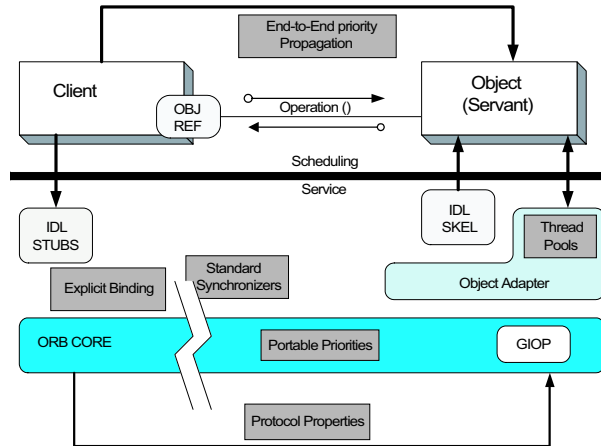 End-to-End priority
Propagation
Client
OBJ
REF
Operation ()
Object
(Servant)
Scheduling
Service
IDL
STUBS
IDL
SKEL
Thread
Pools
Explicit Binding
Standard
Synchronizers
Object Adapter
ORB CORE
Portable Priorities
GIOP
Protocol Properties